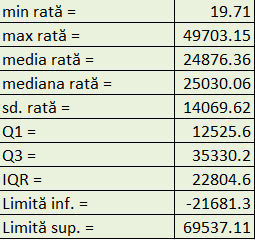 min rată = 19.71
max rată = 49703.15
media rată = 24876.36
mediana rată = 25030.06
sd. rată = 14069.62
Q1 = 12525.6
Q3 = 35330.2
IQR = 22804.6
Limită inf. = -21681.3
Limită sup. = 69537.11